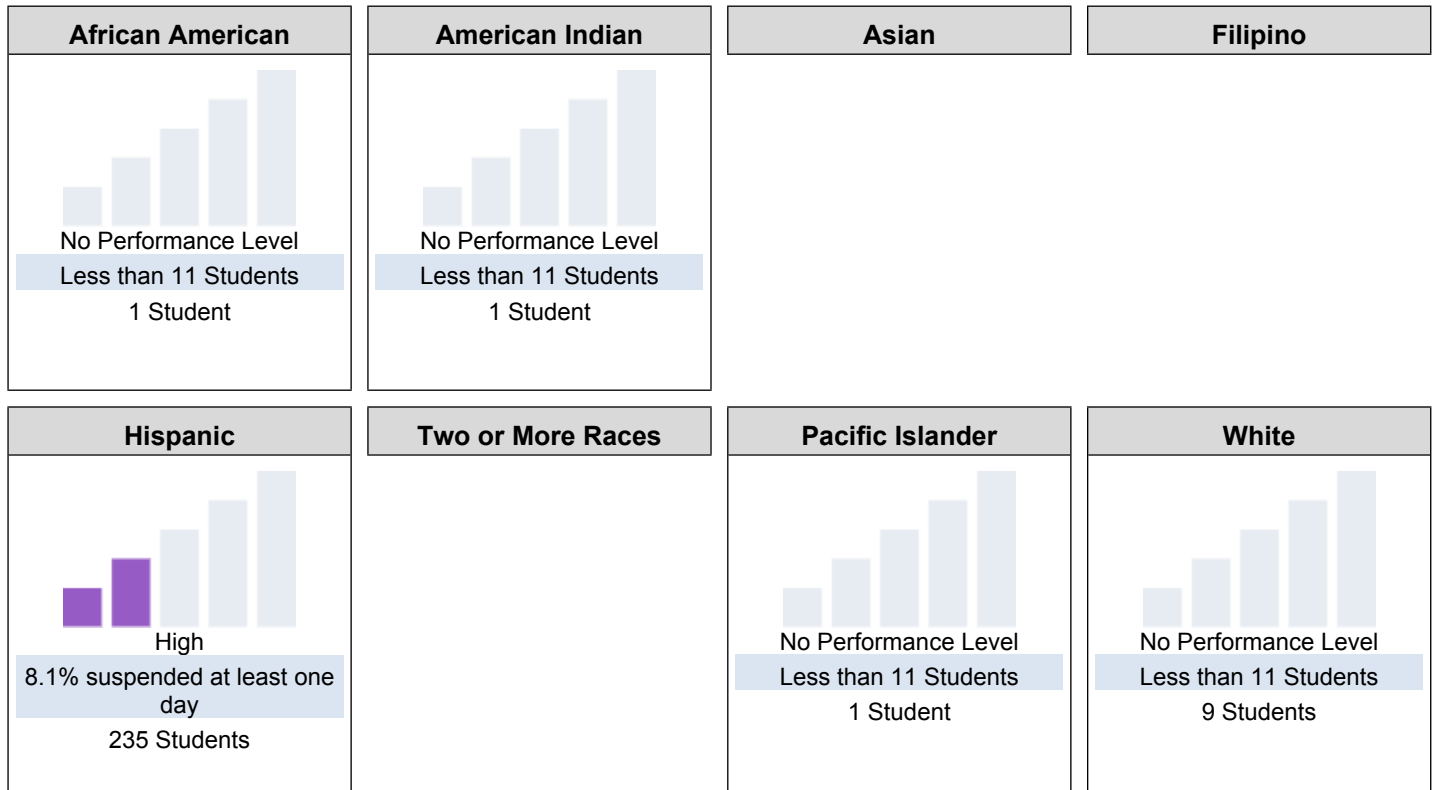 African American
American Indian
Asian
Filipino
No Performance Level
Less than 11 Students
1 Student
No Performance Level
Less than 11 Students
1 Student
Hispanic
Two or More Races
Pacific Islander
White
High
8.1% suspended at least one
day
235 Students
No Performance Level
Less than 11 Students
1 Student
No Performance Level
Less than 11 Students
9 Students